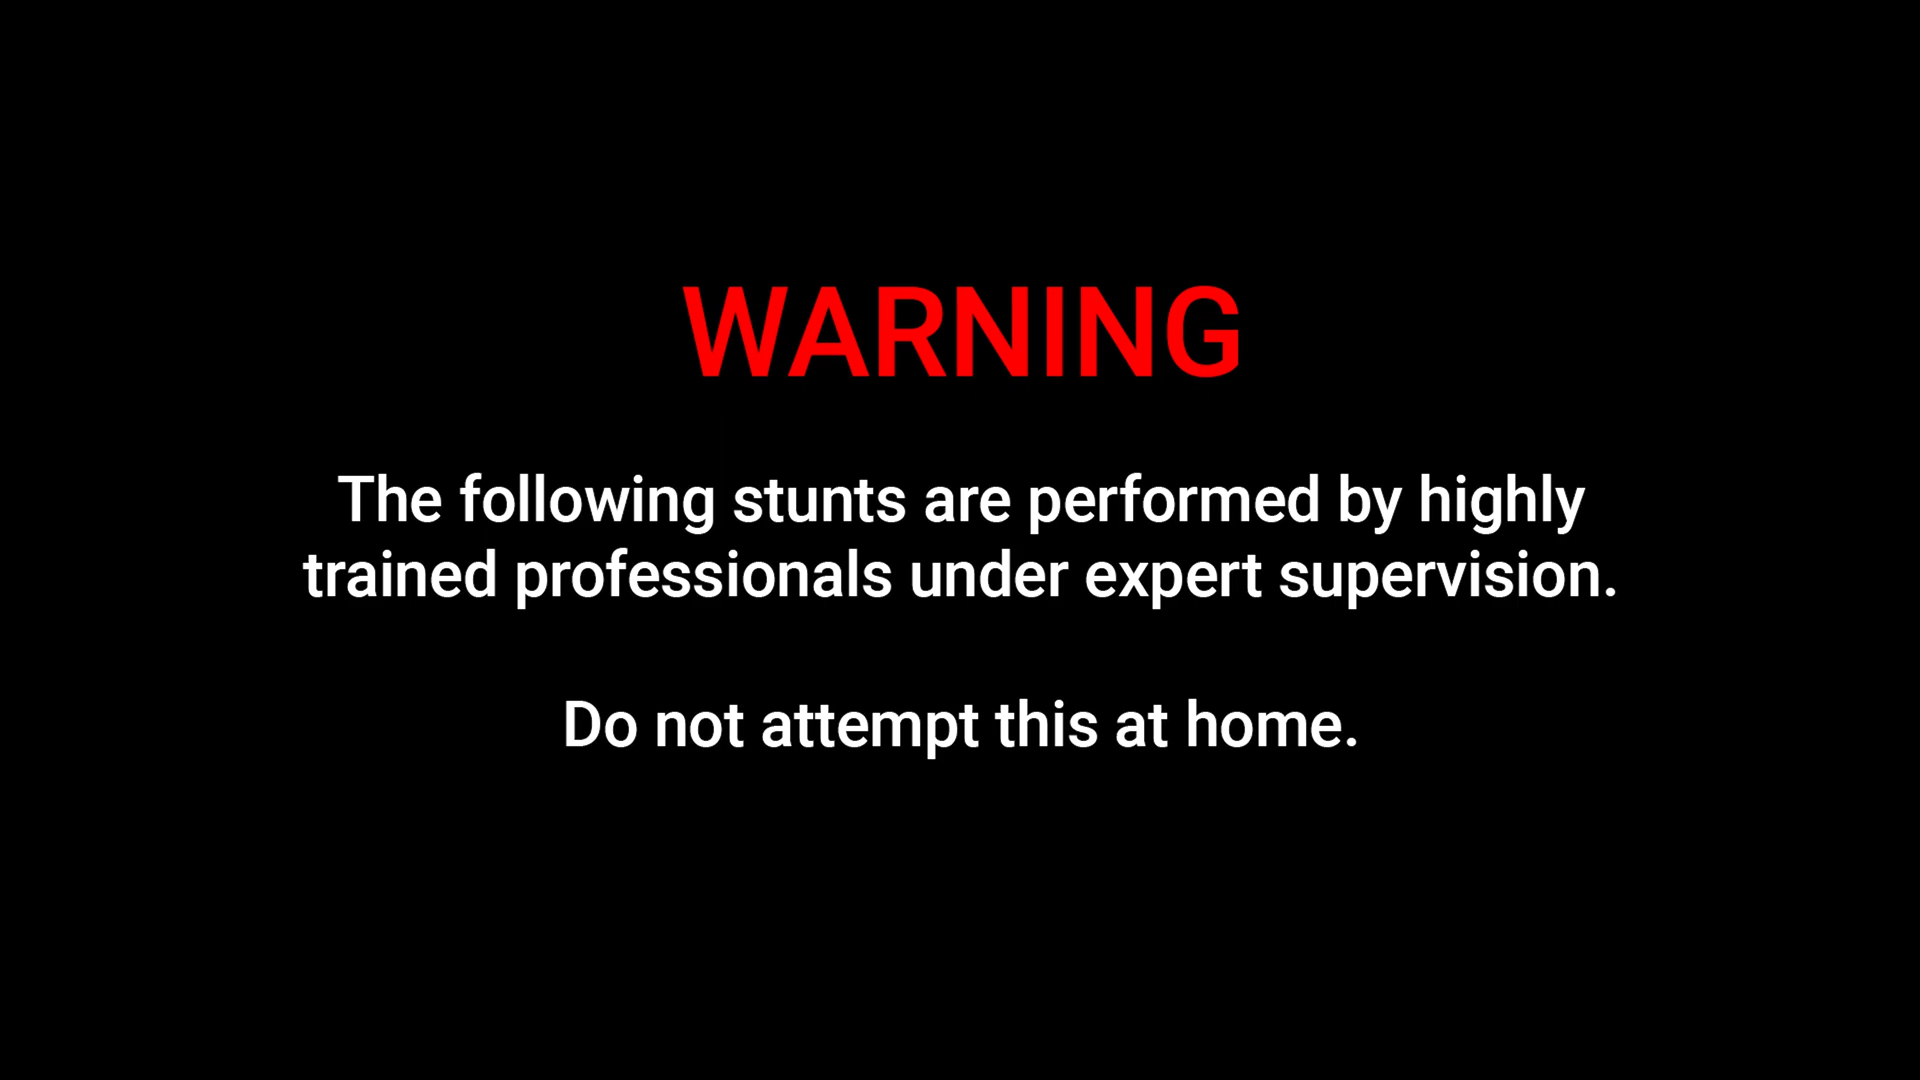 WARNING
The following stunts are performed by highly
trained professionals under expert supervision.
Do not attempt this at home.